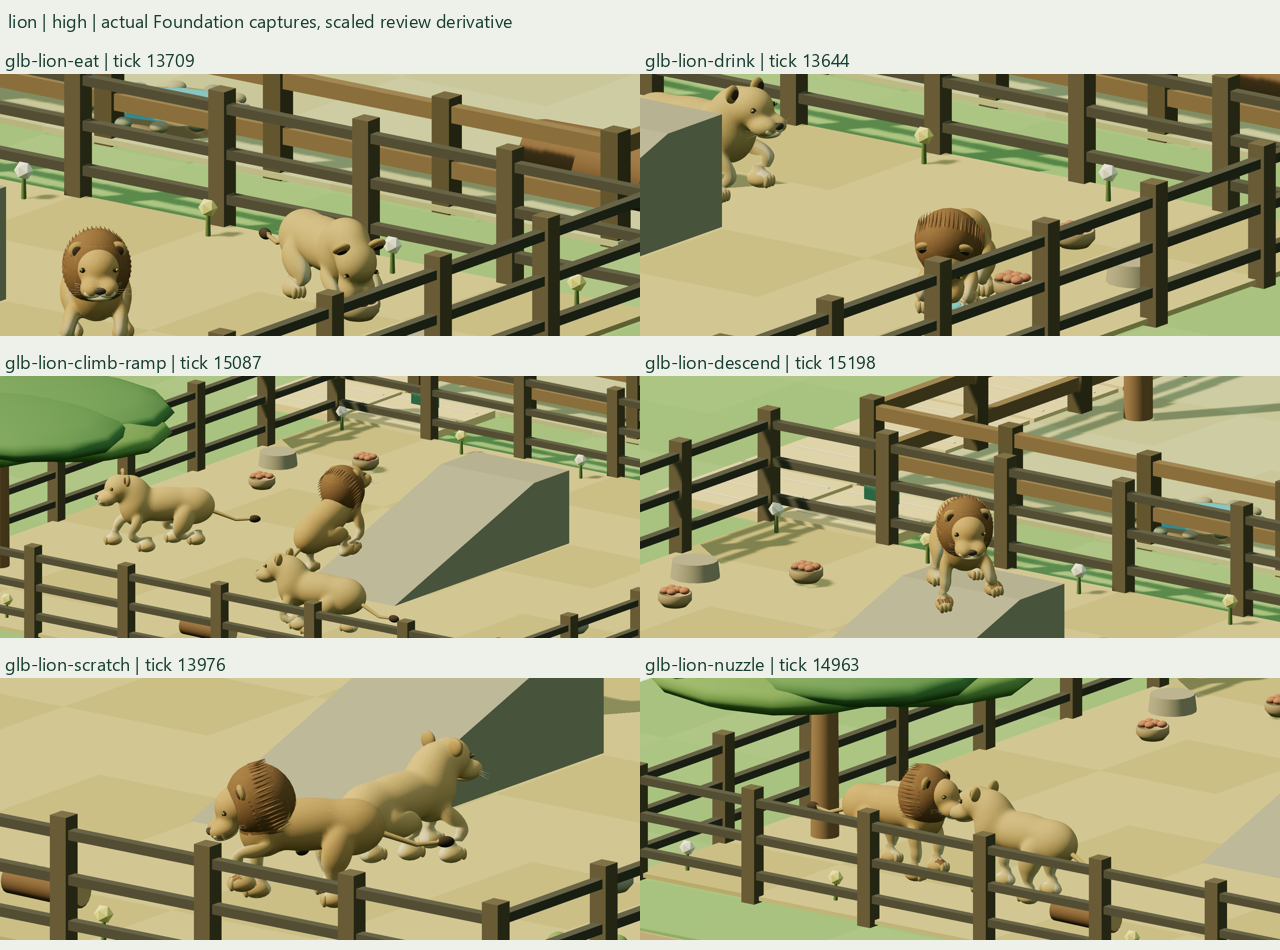 lion | high | actual Foundation captures, scaled review derivative
glb-lion-eat | tick 13709
glb-lion-drink | tick 13644
glb-lion-climb-ramp | tick 15087
glb-lion-descend | tick 15198
glb-lion-scratch | tick 13976
glb-lion-nuzzle | tick 14963